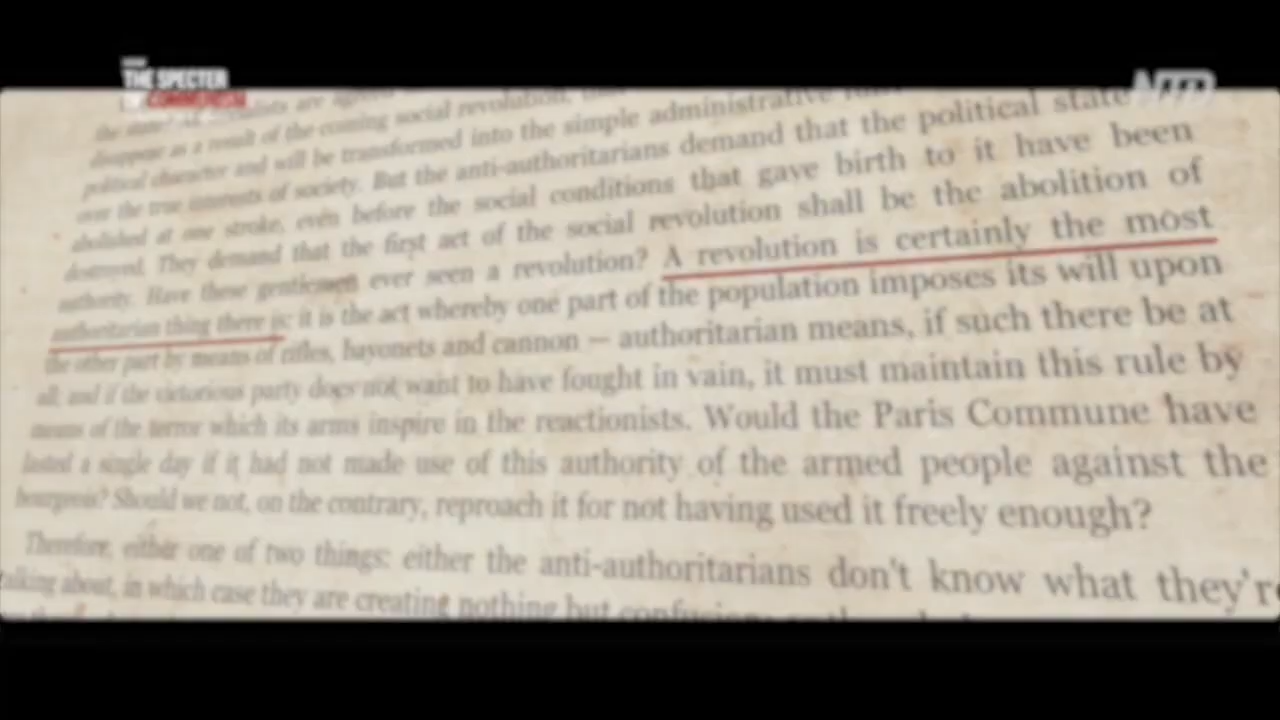 THE SPECTER
OF COMMUNISM
NTD
the state
disappear as a result of the coming social revolution,
political character and will be transformed into the simple administrative
over the true interests of society. But the anti-authoritarians demand that the political state
abolished at one stroke, even before the social conditions that gave birth to it have been
destroyed. They demand that the first act of the social revolution shall be the abolition of
authority. Have these gentlemen ever seen a revolution? A revolution is certainly the most
authoritarian thing there is; it is the act whereby one part of the population imposes its will upon
the other part by means of rifles, bayonets and cannon — authoritarian means, if such there be at
all; and if the victorious party does not want to have fought in vain, it must maintain this rule by
means of the terror which its arms inspire in the reactionists. Would the Paris Commune have
lasted a single day if it had not made use of this authority of the armed people against the
bourgeois? Should we not, on the contrary, reproach it for not having used it freely enough?
Therefore, either one of two things: either the anti-authoritarians don't know what they're
talking about, in which case they are creating nothing but confusion;